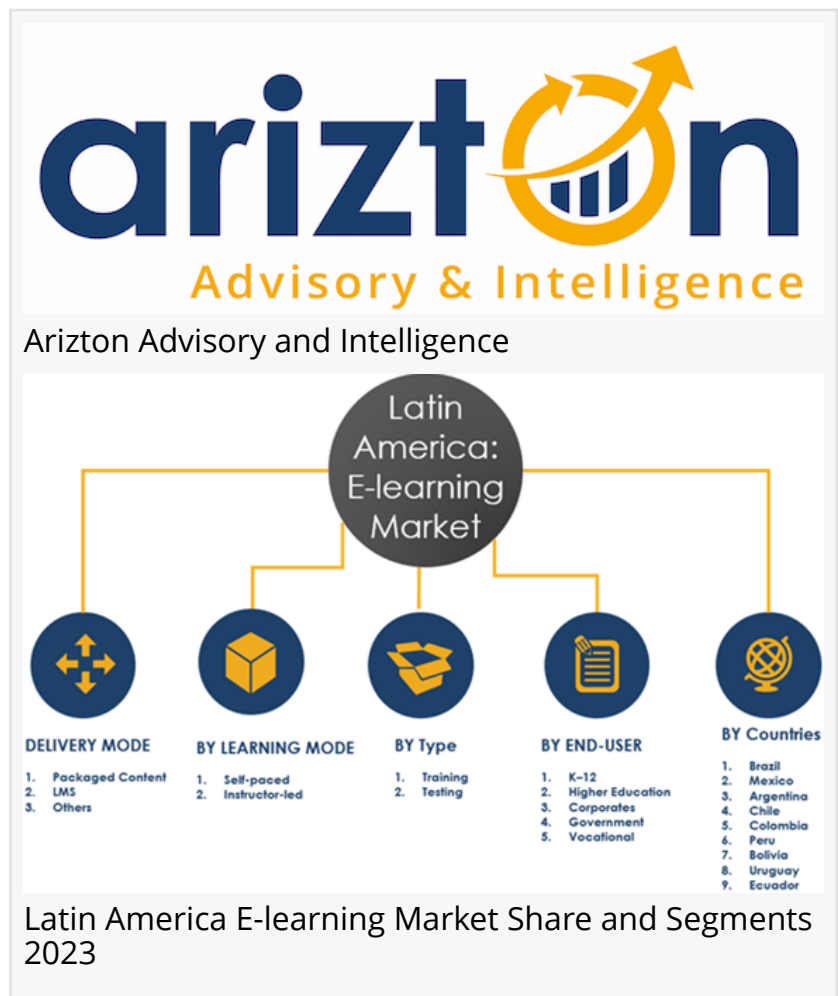 arizton
Advisory & Intelligence
Arizton Advisory and Intelligence
Latin
America:
E-learning
Market
DELIVERY MODE
1. Packaged Content
2. LMS
3. Others
BY LEARNING MODE
1. Self-paced
2. Instructor-led
BY Type
1. Training
2. Testing
BY END-USER
1. K–12
2. Higher Education
3. Corporates
4. Government
5. Vocational
BY Countries
1. Brazil
2. Mexico
3. Argentina
4. Chile
5. Colombia
6. Peru
7. Bolivia
8. Uruguay
9. Ecuador
Latin America E-learning Market Share and Segments
2023